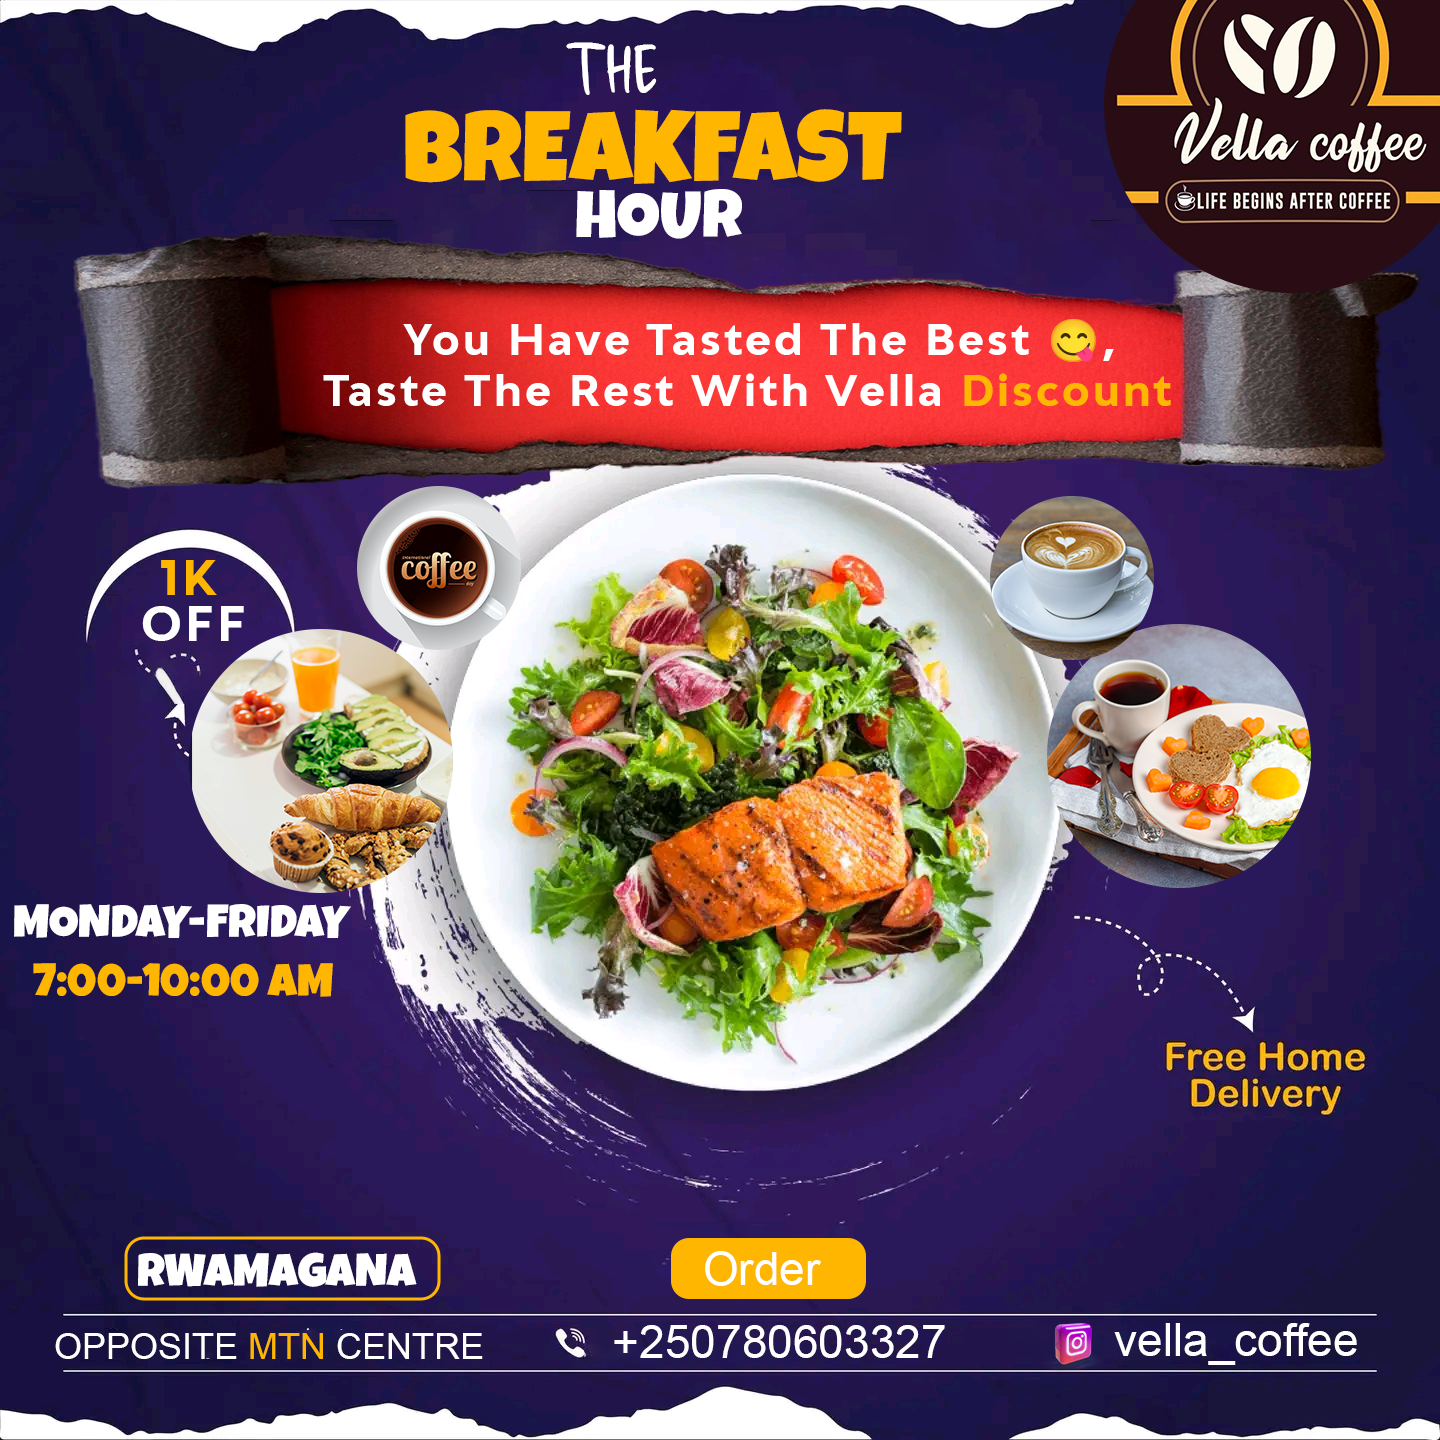 THE
BREAKFAST
HOUR
Vella coffee
LIFE BEGINS AFTER COFFEE
You Have Tasted The Best 😋,
Taste The Rest With Vella Discount
1K
OFF
international
coffee
day
MONDAY-FRIDAY
7:00-10:00 AM
Free Home
Delivery
RWAMAGANA
Order
OPPOSITE MTN CENTRE
+250780603327
vella_coffee